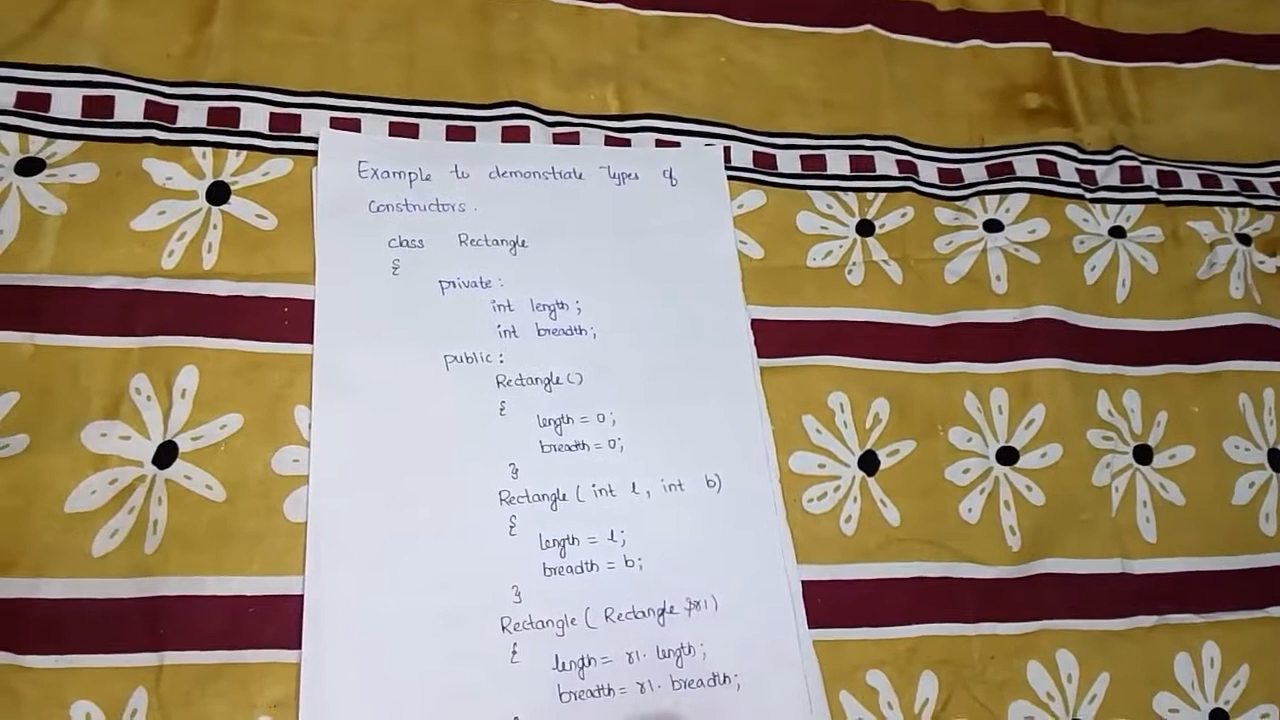 Example to demonstrate Types of
Constructors.
class Rectangle
{
private:
int length;
int breadth;
public:
Rectangle()
{
length = 0;
breadth = 0;
}
Rectangle ( int l, int b)
{
length = l;
breadth = b;
}
Rectangle ( Rectangle &r1)
{
length = r1. length;
breadth = r1. breadth;